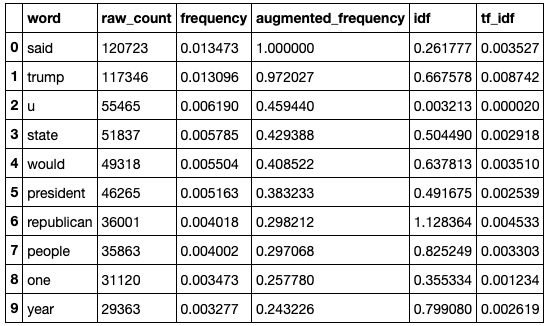 word raw_count frequency augmented_frequency idf tf_idf
0 said 120723 0.013473 1.000000 0.261777 0.003527
1 trump 117346 0.013096 0.972027 0.667578 0.008742
2 u 55465 0.006190 0.459440 0.003213 0.000020
3 state 51837 0.005785 0.429388 0.504490 0.002918
4 would 49318 0.005504 0.408522 0.637813 0.003510
5 president 46265 0.005163 0.383233 0.491675 0.002539
6 republican 36001 0.004018 0.298212 1.128364 0.004533
7 people 35863 0.004002 0.297068 0.825249 0.003303
8 one 31120 0.003473 0.257780 0.355334 0.001234
9 year 29363 0.003277 0.243226 0.799080 0.002619